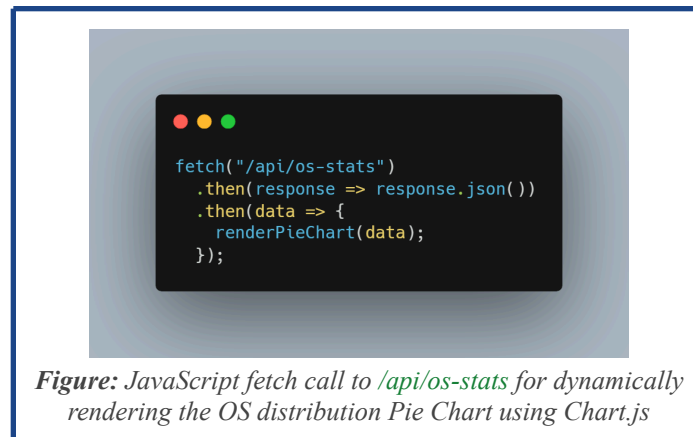 fetch("/api/os-stats")
  .then(response => response.json())
  .then(data => {
    renderPieChart(data);
  });
Figure: JavaScript fetch call to /api/os-stats for dynamically
rendering the OS distribution Pie Chart using Chart.js